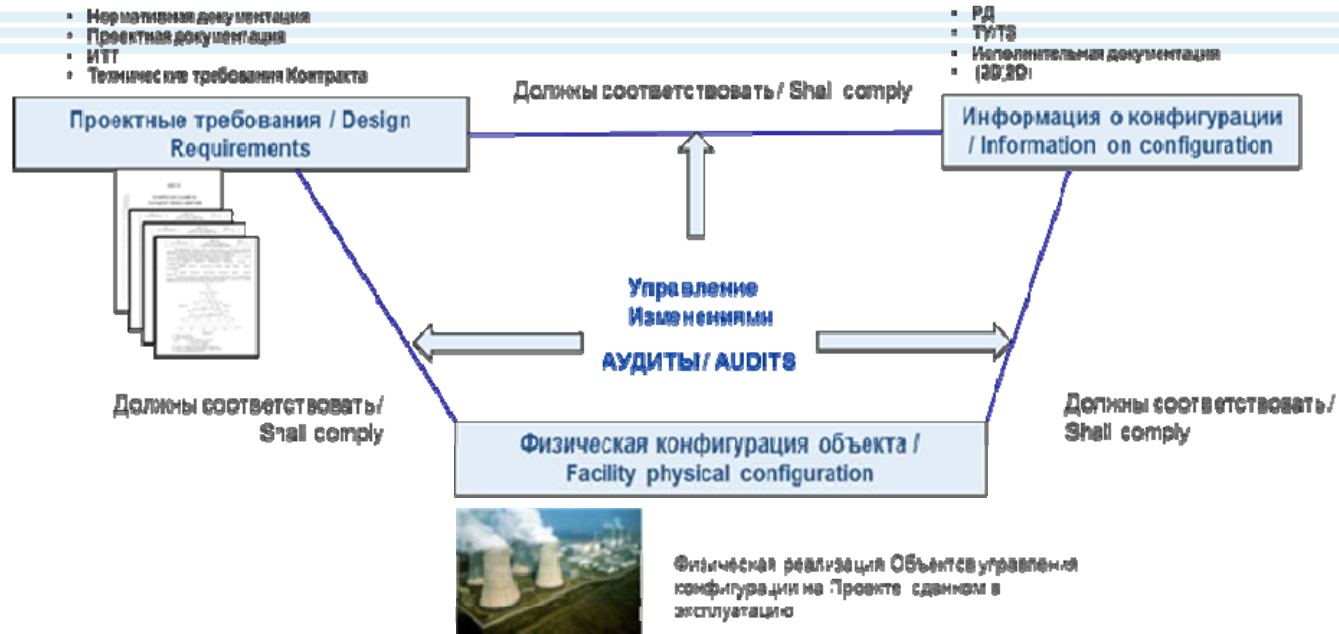 Нормативная документация
Проектная документация
ИТТ
Технические требования Контракта
РД
ТУ/TS
Исполнительная документация
(3D,2D)
Должны соответствовать / Shall comply
Проектные требования / Design
Requirements
Информация о конфигурации
/ Information on configuration
Управление
Изменениями
АУДИТЫ / AUDITS
Должны соответствовать /
Shall comply
Должны соответствовать /
Shall comply
Физическая конфигурация объекта /
Facility physical configuration
Физическая реализация Объектов управления
конфигурации на Проекте сданном в
эксплуатацию